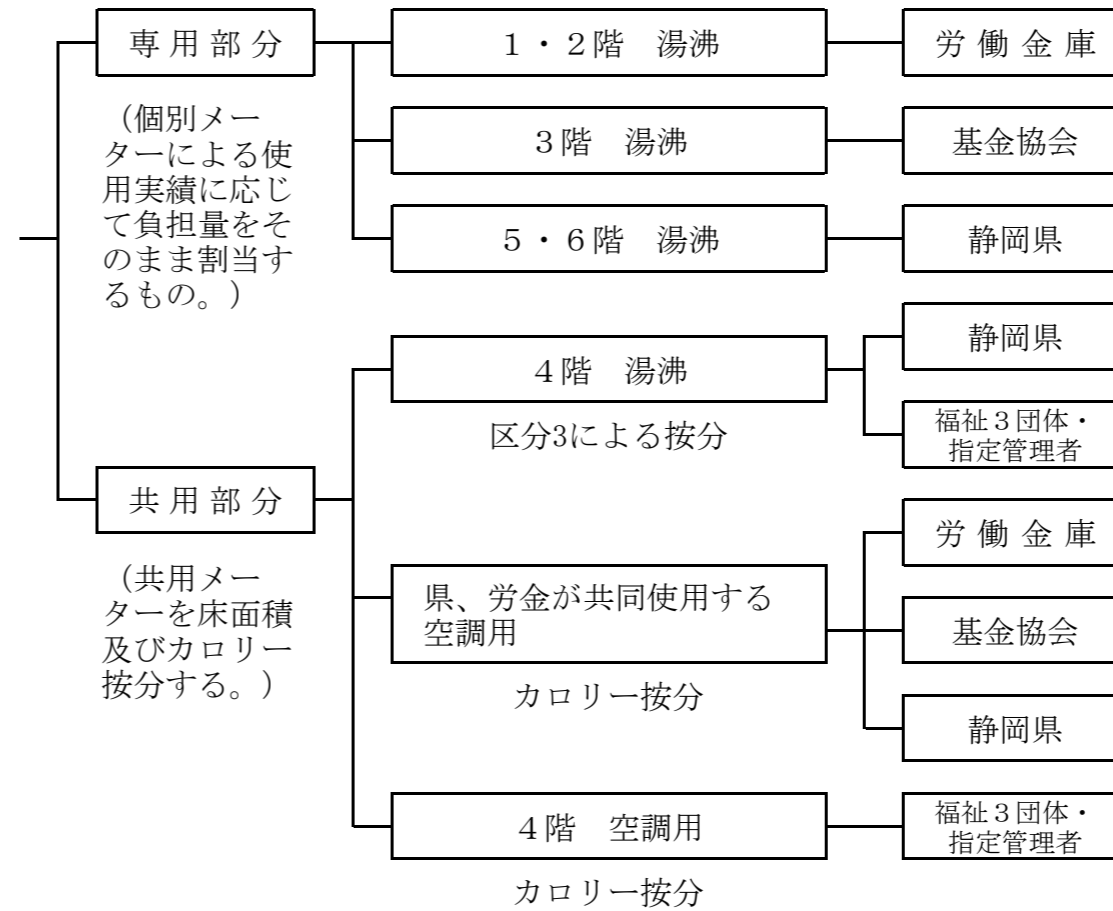 専用部分
（個別メー
ターによる使
用実績に応じ
て負担量をそ
のまま割当す
るもの。）
１・２階　湯沸
労働金庫
３階　湯沸
基金協会
５・６階　湯沸
静岡県
共用部分
（共用メー
ターを床面積
及びカロリー
按分する。）
４階　湯沸
区分3による按分
静岡県
福祉３団体・
指定管理者
県、労金が共同使用する
空調用
カロリー按分
労働金庫
基金協会
静岡県
４階　空調用
カロリー按分
福祉３団体・
指定管理者